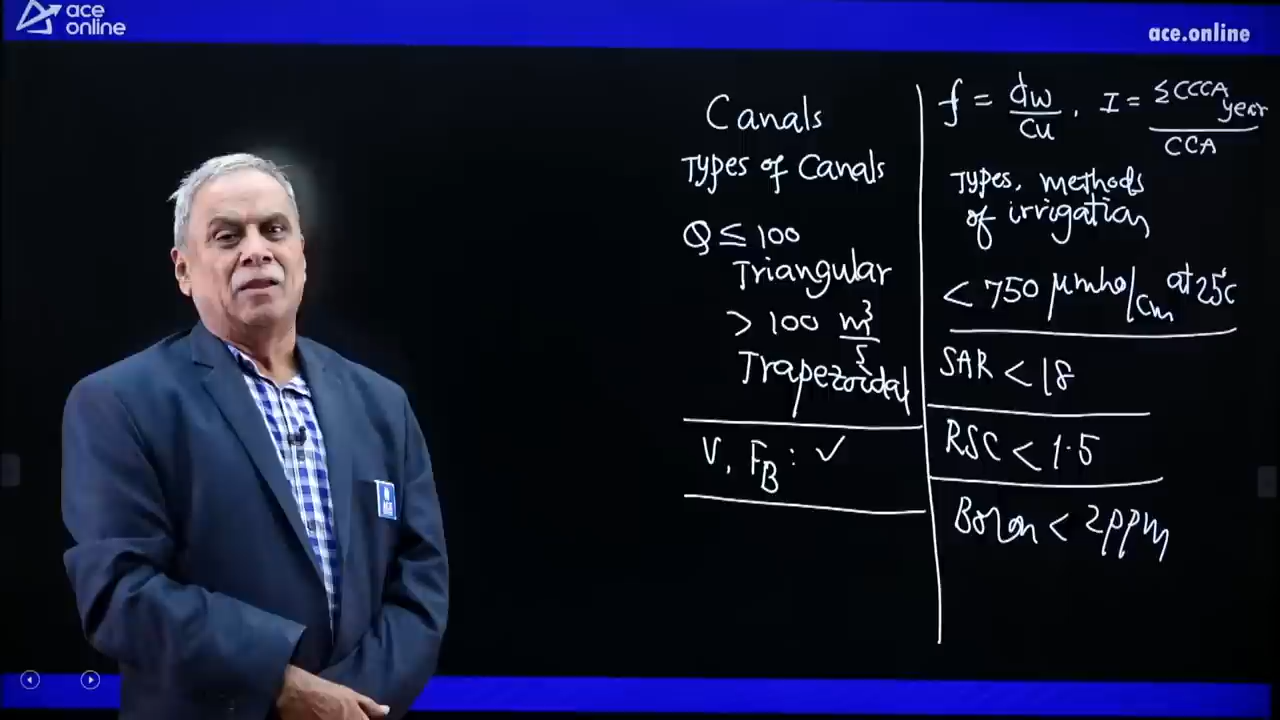 ace
online
ace.online
Canals
Types of Canals
Q ≤ 100
Triangular
> 100 m³/s
Trapezoidal
V, F_B : ✓
f = dw/Cu , I = ΣCCCA year/CCA
Types, methods
of irrigation
< 750 μmho/cm at 25°C
SAR < 18
RSC < 1.5
Boron < 2ppm